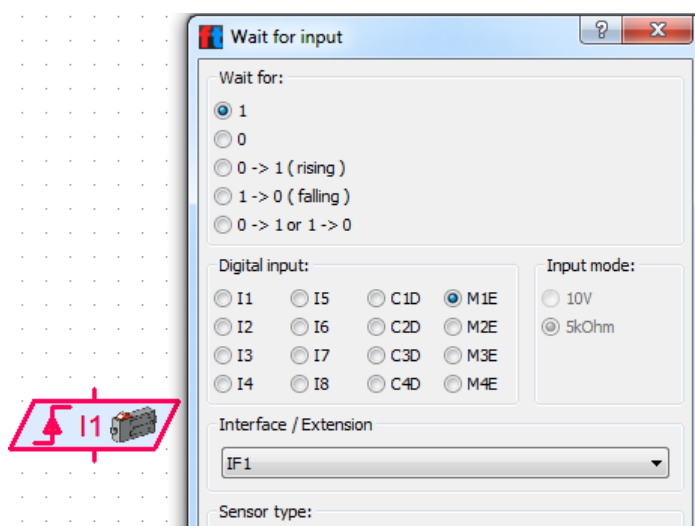 ft Wait for input ? X
Wait for:
1
0
0 -> 1 ( rising )
1 -> 0 ( falling )
0 -> 1 or 1 -> 0
Digital input: Input mode:
I1 I5 C1D M1E 10V
I2 I6 C2D M2E 5kOhm
I3 I7 C3D M3E
I4 I8 C4D M4E
I1
Interface / Extension
IF1
Sensor type: